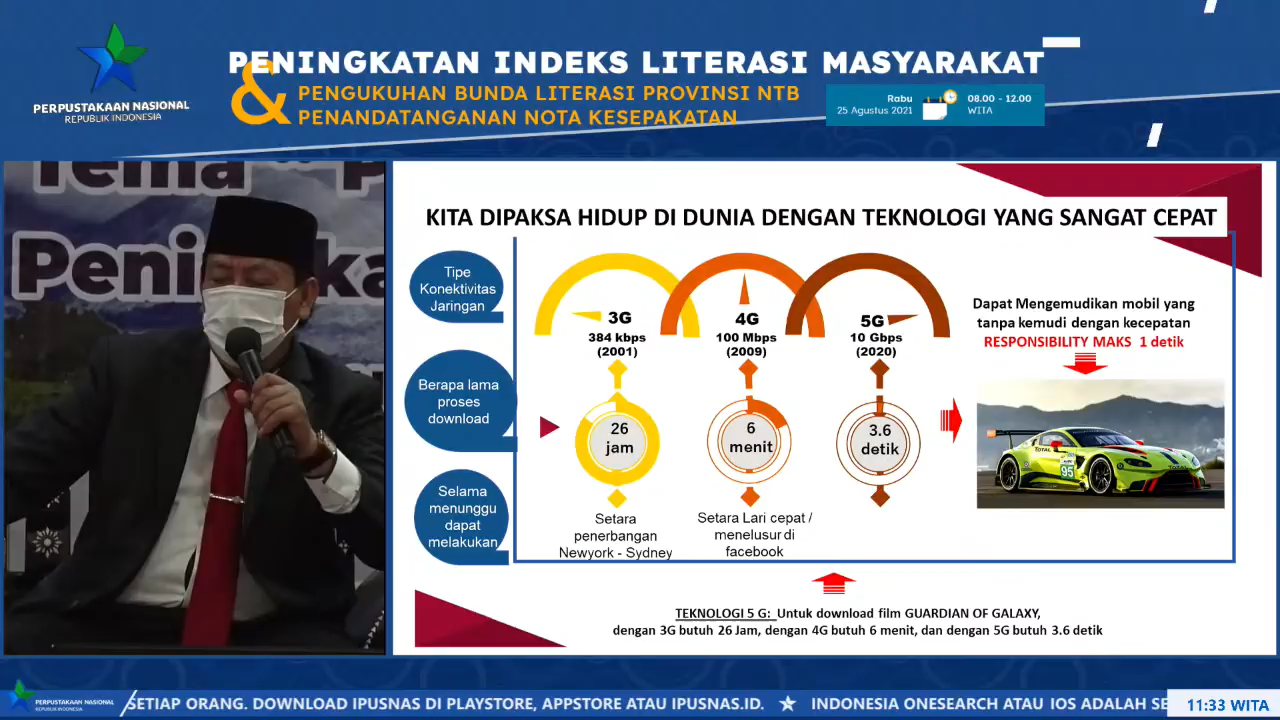 PENINGKATAN INDEKS LITERASI MASYARAKAT
& PENGUKUHAN BUNDA LITERASI PROVINSI NTB
PENANDATANGANAN NOTA KESEPAKATAN
PERPUSTAKAAN NASIONAL
REPUBLIK INDONESIA
Rabu
25 Agustus 2021
08.00 - 12.00
WITA
Tema
Peni
KITA DIPAKSA HIDUP DI DUNIA DENGAN TEKNOLOGI YANG SANGAT CEPAT
Tipe
Konektivitas
Jaringan
3G
384 kbps
(2001)
4G
100 Mbps
(2009)
5G
10 Gbps
(2020)
Dapat Mengemudikan mobil yang
tanpa kemudi dengan kecepatan
RESPONSIBILITY MAKS 1 detik
Berapa lama
proses
download
26
jam
6
menit
3.6
detik
TOTAL
95
Selama
menunggu
dapat
melakukan
Setara
penerbangan
Newyork - Sydney
Setara Lari cepat /
menelusur di
facebook
TEKNOLOGI 5 G: Untuk download film GUARDIAN OF GALAXY,
dengan 3G butuh 26 Jam, dengan 4G butuh 6 menit, dan dengan 5G butuh 3.6 detik
PERPUSTAKAAN NASIONAL
REPUBLIK INDONESIA
SETIAP ORANG. DOWNLOAD IPUSNAS DI PLAYSTORE, APPSTORE ATAU IPUSNAS.ID. ★ INDONESIA ONESEARCH ATAU IOS ADALAH SE
11:33 WITA